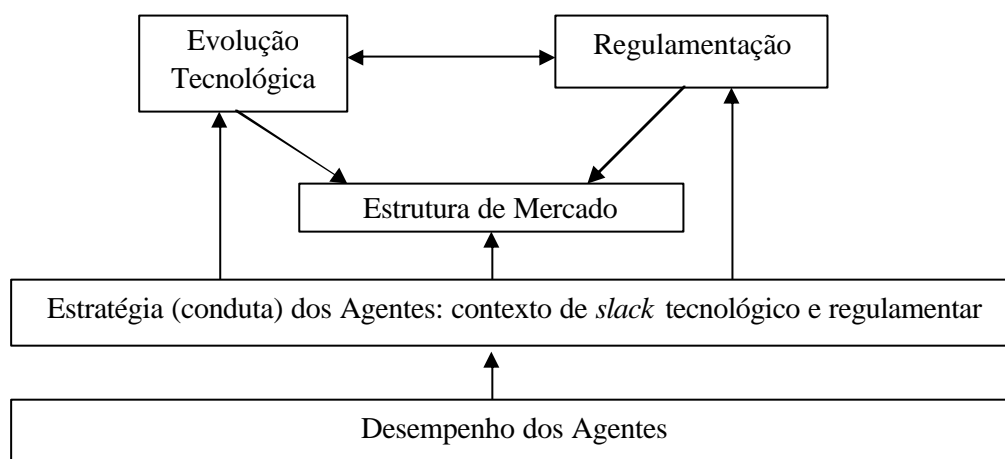 Evolução
Tecnológica
Regulamentação
Estrutura de Mercado
Estratégia (conduta) dos Agentes: contexto de slack tecnológico e regulamentar
Desempenho dos Agentes